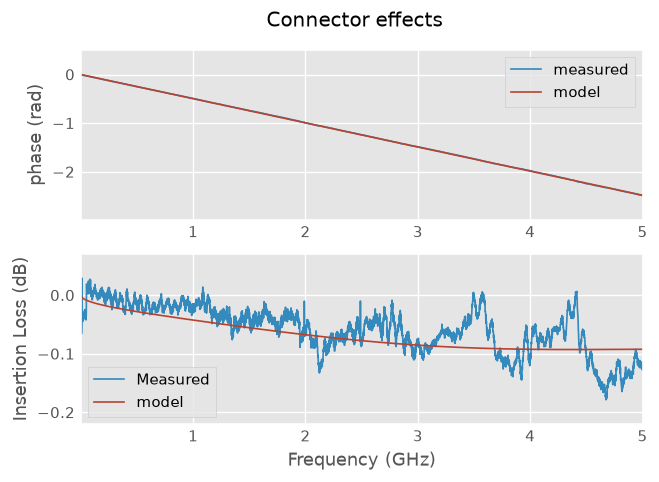 Connector effects
phase (rad)
0
−1
−2
measured
model
1
2
3
4
5
Insertion Loss (dB)
0.0
−0.1
−0.2
Measured
model
1
2
3
4
5
Frequency (GHz)